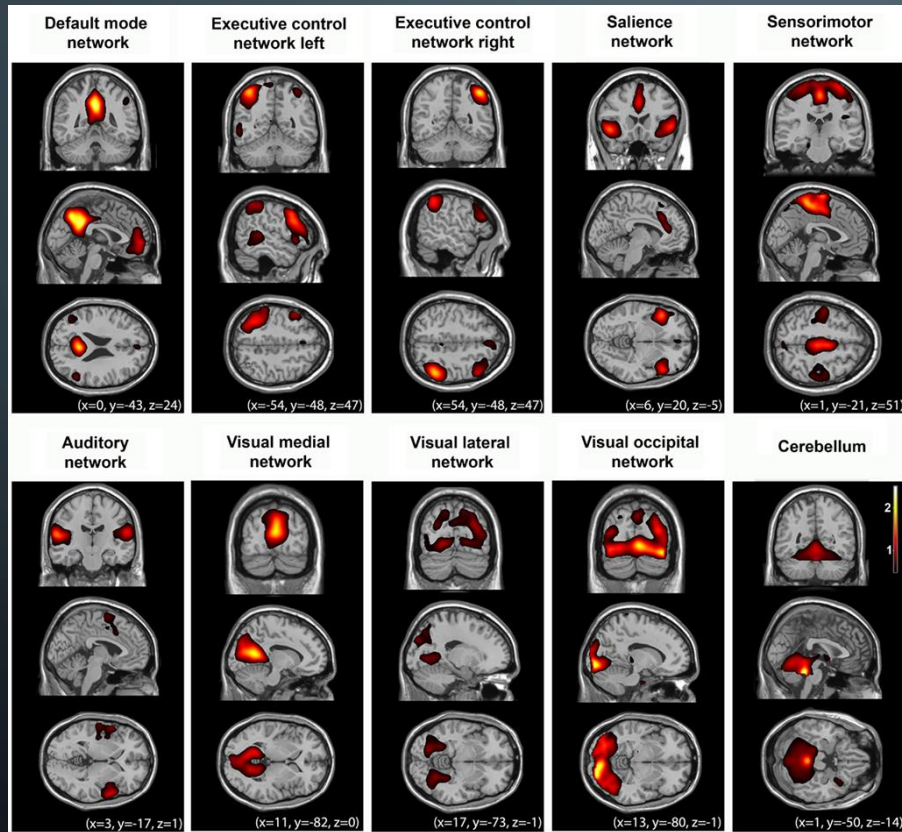 Default mode
network
Executive control
network left
Executive control
network right
Salience
network
Sensorimotor
network
(x=0, y=-43, z=24)
(x=-54, y=-48, z=47)
(x=54, y=-48, z=47)
(x=6, y=20, z=-5)
(x=1, y=-21, z=51)
Auditory
network
Visual medial
network
Visual lateral
network
Visual occipital
network
Cerebellum
2
1
(x=3, y=-17, z=1)
(x=11, y=-82, z=0)
(x=17, y=-73, z=-1)
(x=13, y=-80, z=-1)
(x=1, y=-50, z=-14)